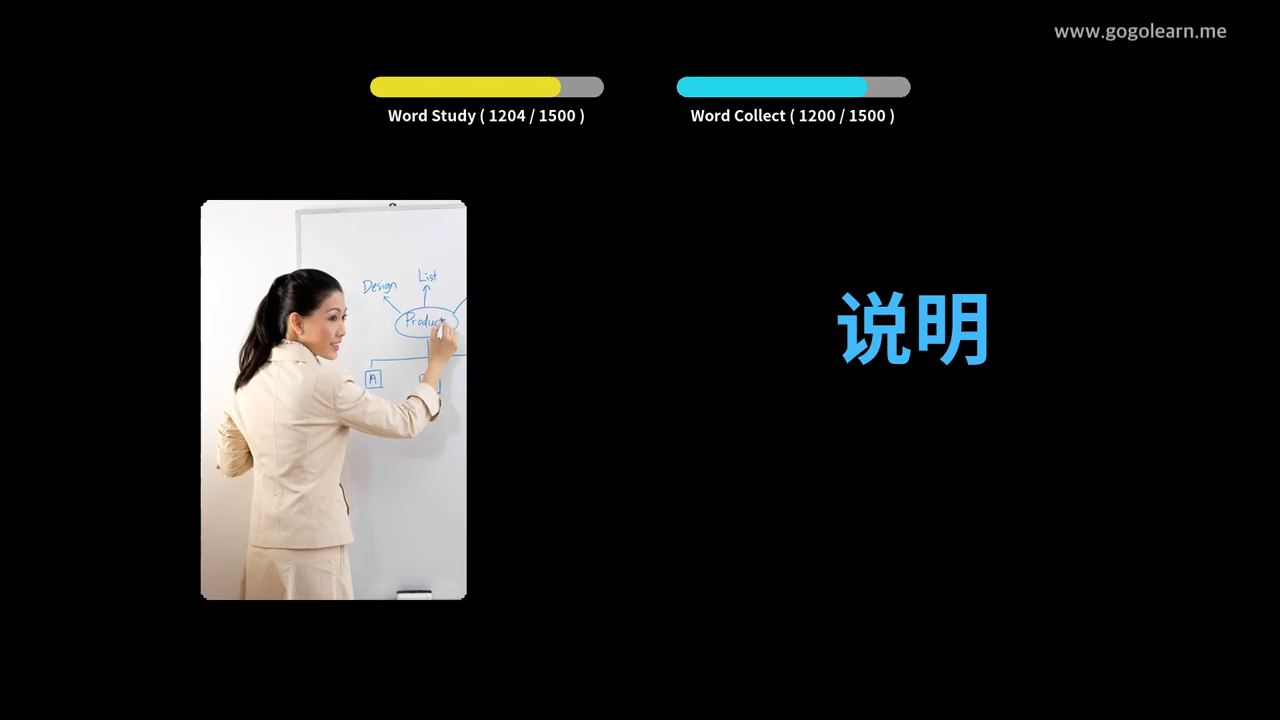 www.gogolearn.me
Word Study ( 1204 / 1500 )
Word Collect ( 1200 / 1500 )
List
Design
Product
A
说明